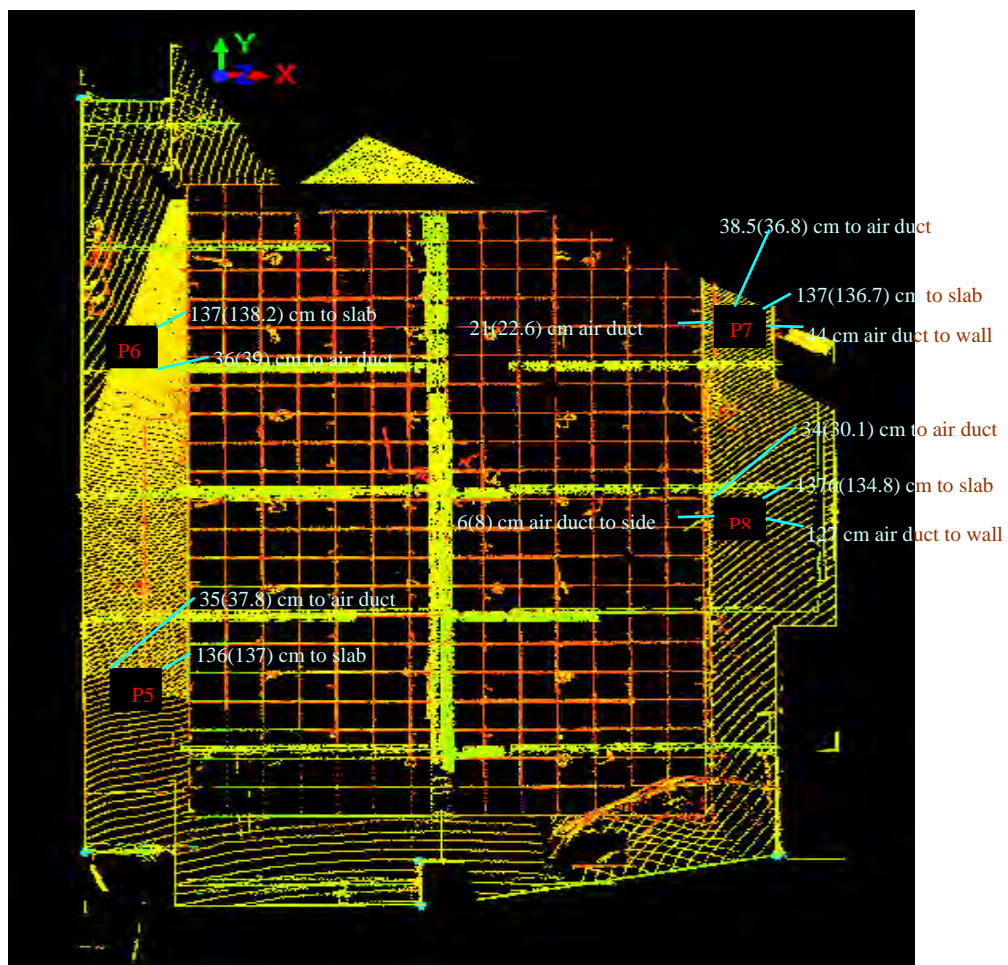 Y
Z X
38.5(36.8) cm to air duct
137(136.7) cm to slab
137(138.2) cm to slab
21(22.6) cm air duct
P7
44 cm air duct to wall
P6
36(39) cm to air duct
34(30.1) cm to air duct
1376(134.8) cm to slab
6(8) cm air duct to side
P8
127 cm air duct to wall
35(37.8) cm to air duct
136(137) cm to slab
P5